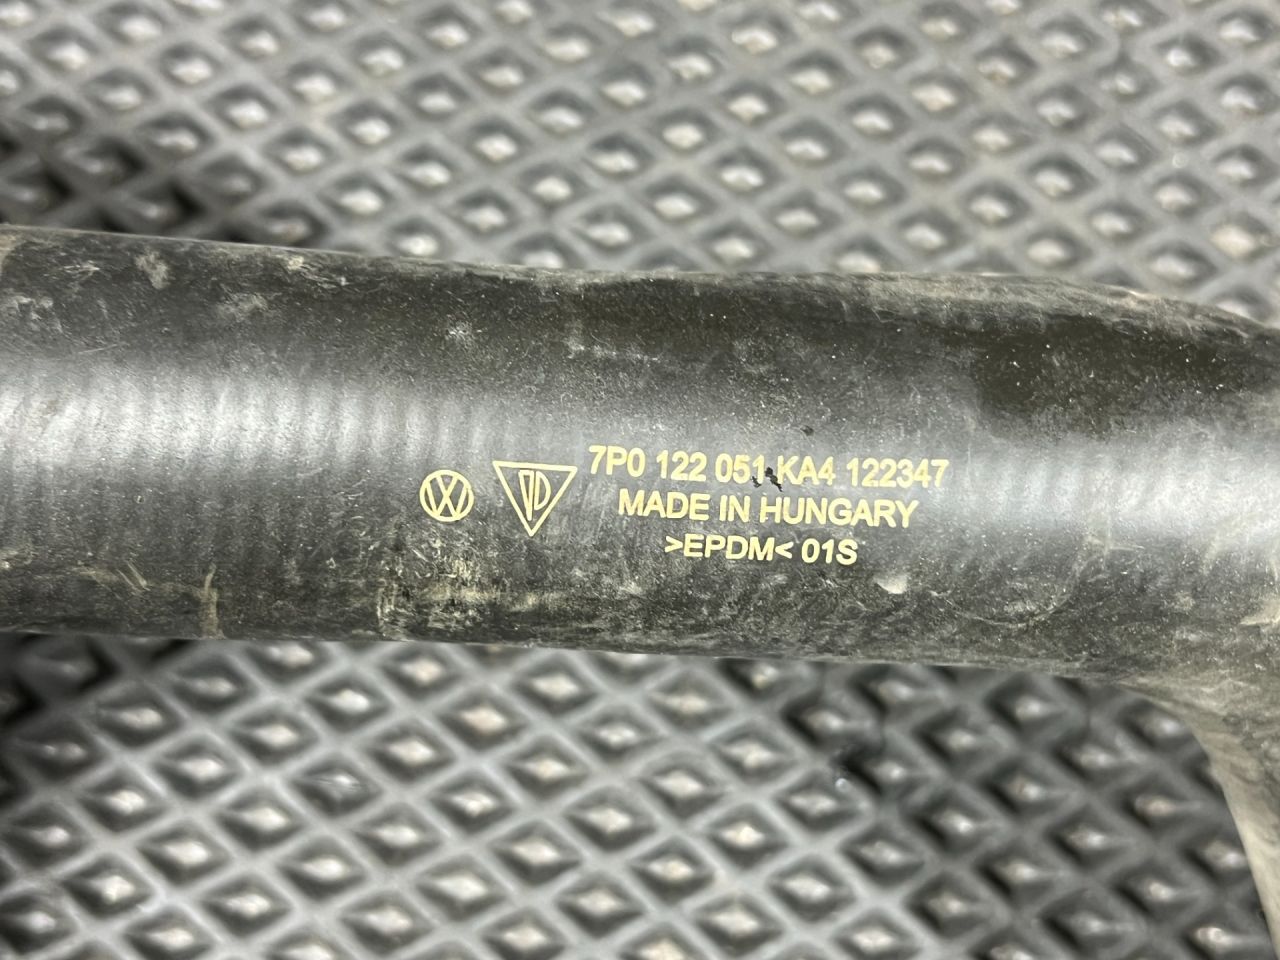 7P0 122 051 KA4 122347
MADE IN HUNGARY
>EPDM< 01S